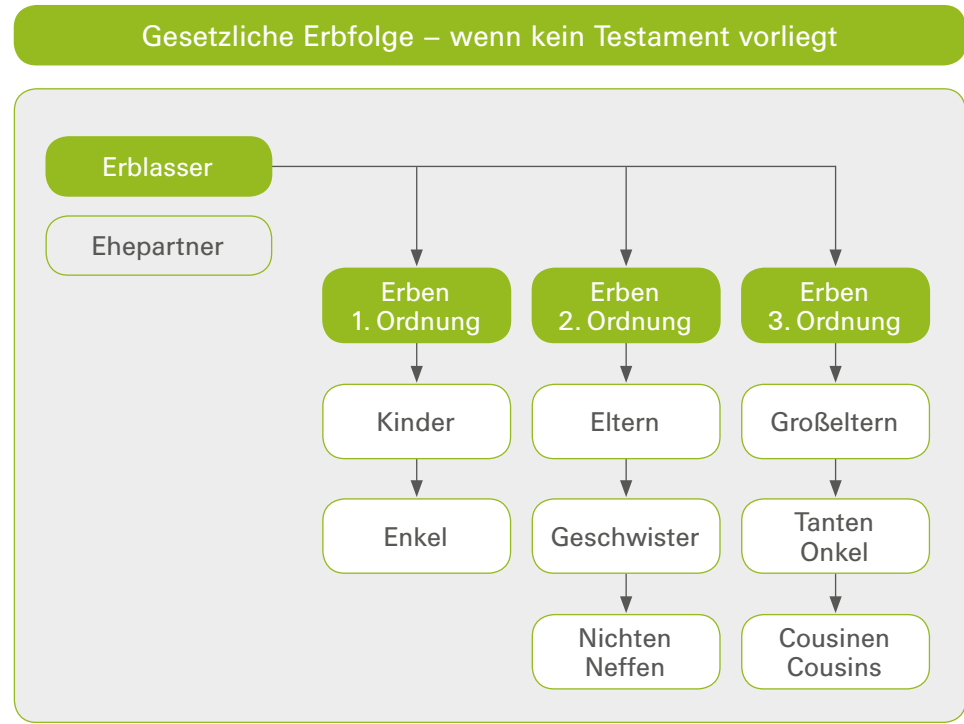 Gesetzliche Erbfolge – wenn kein Testament vorliegt
Erblasser
Ehepartner
Erben
1. Ordnung
Kinder
Enkel
Erben
2. Ordnung
Eltern
Geschwister
Nichten
Neffen
Erben
3. Ordnung
Großeltern
Tanten
Onkel
Cousinen
Cousins